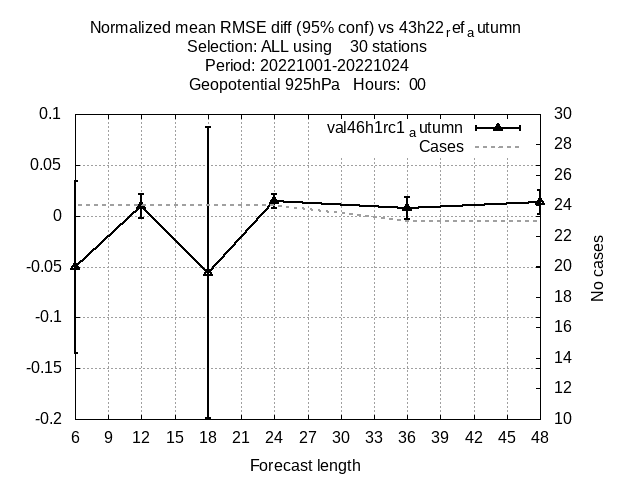 Normalized mean RMSE diff (95% conf) vs 43h22refautumn
Selection: ALL using 30 stations
Period: 20221001-20221024
Geopotential 925hPa Hours: 00
val46h1rc1autumn
Cases
0.1
0.05
0
-0.05
-0.1
-0.15
-0.2
30
28
26
24
22
20
18
16
14
12
10
No cases
6 9 12 15 18 21 24 27 30 33 36 39 42 45 48
Forecast length